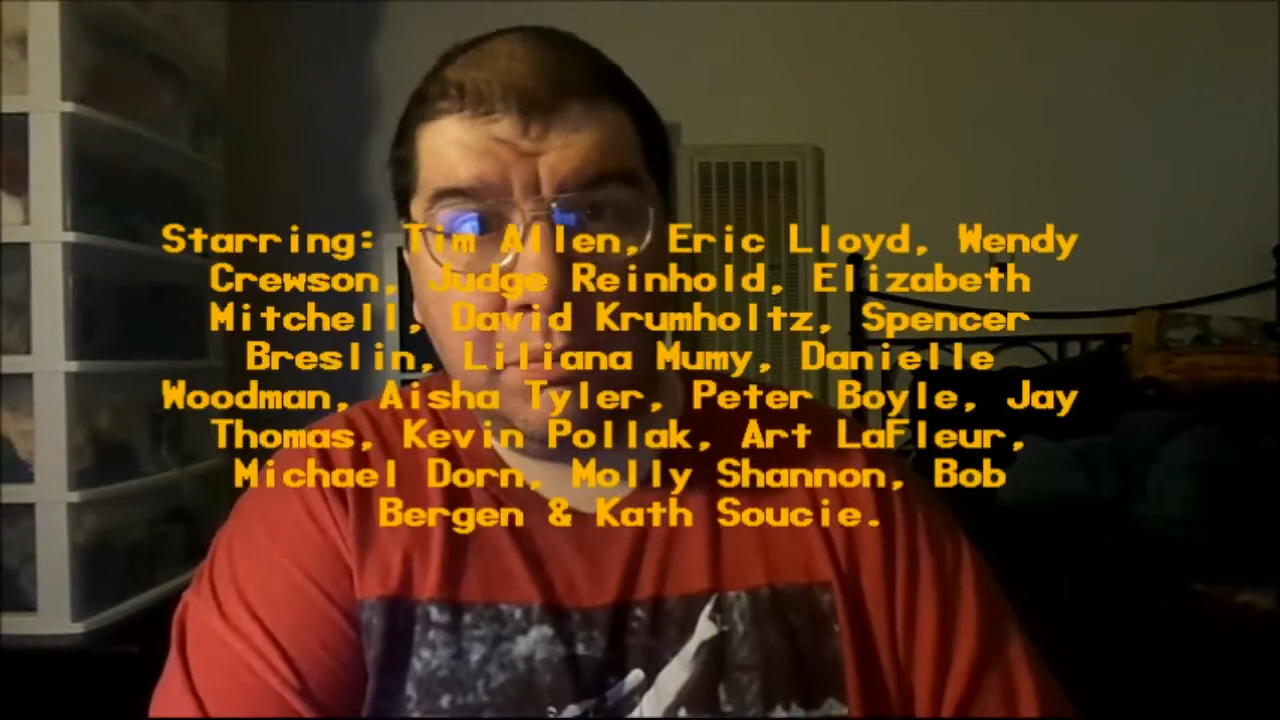 Starring: Tim Allen, Eric Lloyd, Wendy
Crewson, Judge Reinhold, Elizabeth
Mitchell, David Krumholtz, Spencer
Breslin, Liliana Mumy, Danielle
Woodman, Aisha Tyler, Peter Boyle, Jay
Thomas, Kevin Pollak, Art LaFleur,
Michael Dorn, Molly Shannon, Bob
Bergen & Kath Soucie.